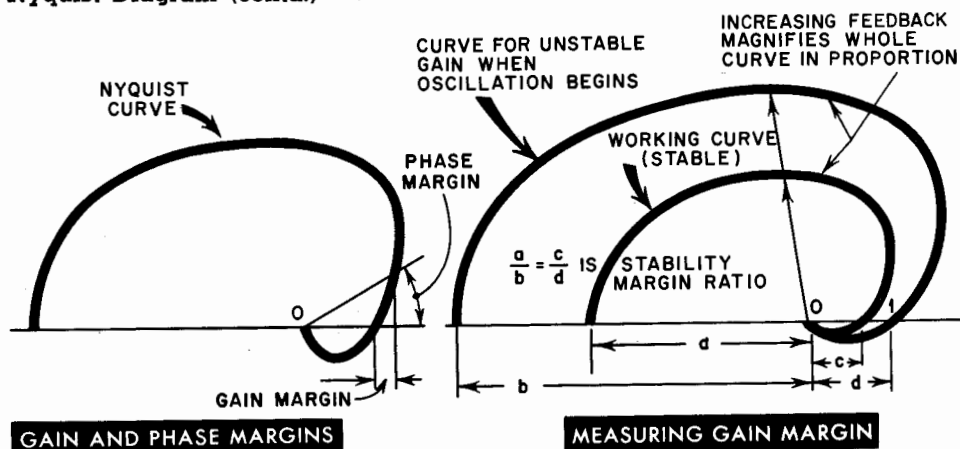 Nyquist Diagram (contd.)
NYQUIST
CURVE
PHASE
MARGIN
O
GAIN MARGIN
GAIN AND PHASE MARGINS
CURVE FOR UNSTABLE
GAIN WHEN
OSCILLATION BEGINS
INCREASING FEEDBACK
MAGNIFIES WHOLE
CURVE IN PROPORTION
WORKING CURVE
(STABLE)
a/b = c/d IS STABILITY
MARGIN RATIO
O
1
d
c
b
d
MEASURING GAIN MARGIN